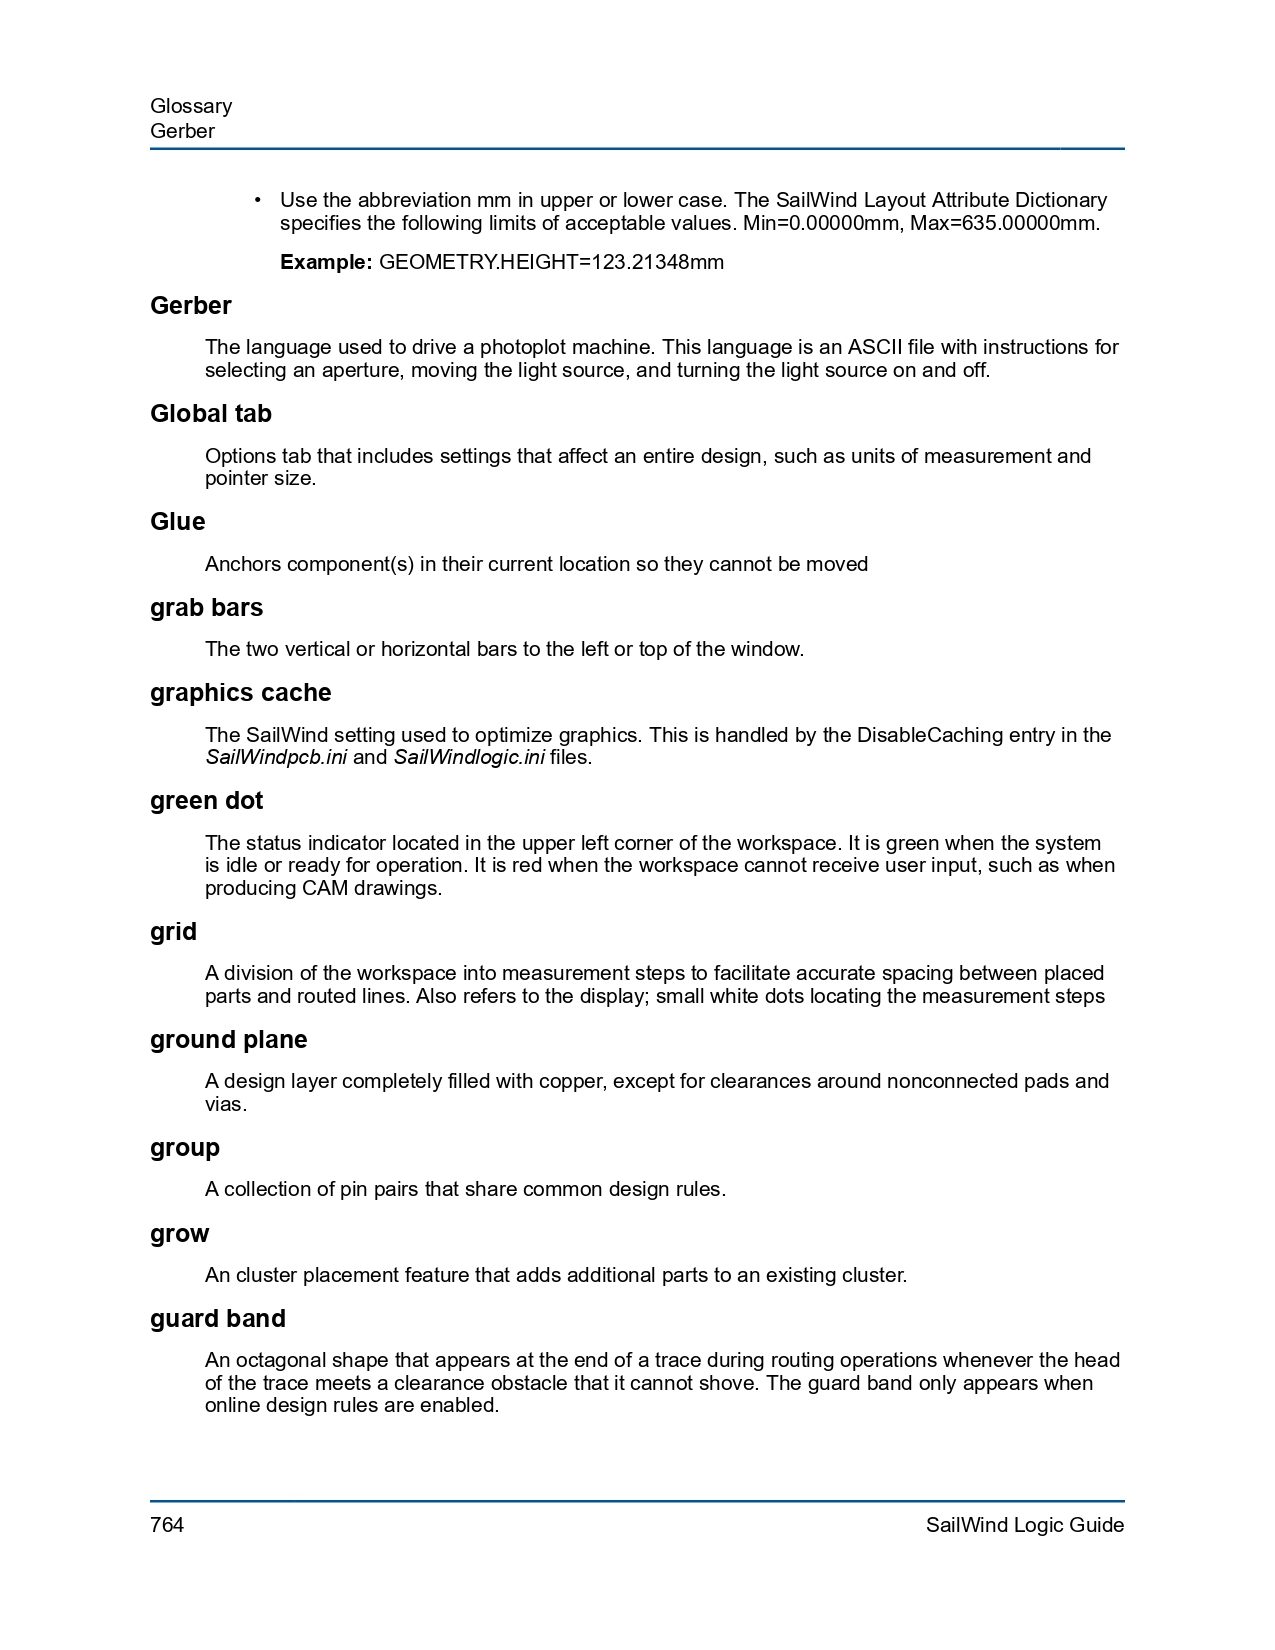 Glossary
Gerber
• Use the abbreviation mm in upper or lower case. The SailWind Layout Attribute Dictionary
specifies the following limits of acceptable values. Min=0.00000mm, Max=635.00000mm.
Example: GEOMETRY.HEIGHT=123.21348mm
Gerber
The language used to drive a photoplot machine. This language is an ASCII file with instructions for
selecting an aperture, moving the light source, and turning the light source on and off.
Global tab
Options tab that includes settings that affect an entire design, such as units of measurement and
pointer size.
Glue
Anchors component(s) in their current location so they cannot be moved
grab bars
The two vertical or horizontal bars to the left or top of the window.
graphics cache
The SailWind setting used to optimize graphics. This is handled by the DisableCaching entry in the
SailWindpcb.ini and SailWindlogic.ini files.
green dot
The status indicator located in the upper left corner of the workspace. It is green when the system
is idle or ready for operation. It is red when the workspace cannot receive user input, such as when
producing CAM drawings.
grid
A division of the workspace into measurement steps to facilitate accurate spacing between placed
parts and routed lines. Also refers to the display; small white dots locating the measurement steps
ground plane
A design layer completely filled with copper, except for clearances around nonconnected pads and
vias.
group
A collection of pin pairs that share common design rules.
grow
An cluster placement feature that adds additional parts to an existing cluster.
guard band
An octagonal shape that appears at the end of a trace during routing operations whenever the head
of the trace meets a clearance obstacle that it cannot shove. The guard band only appears when
online design rules are enabled.
764
SailWind Logic Guide